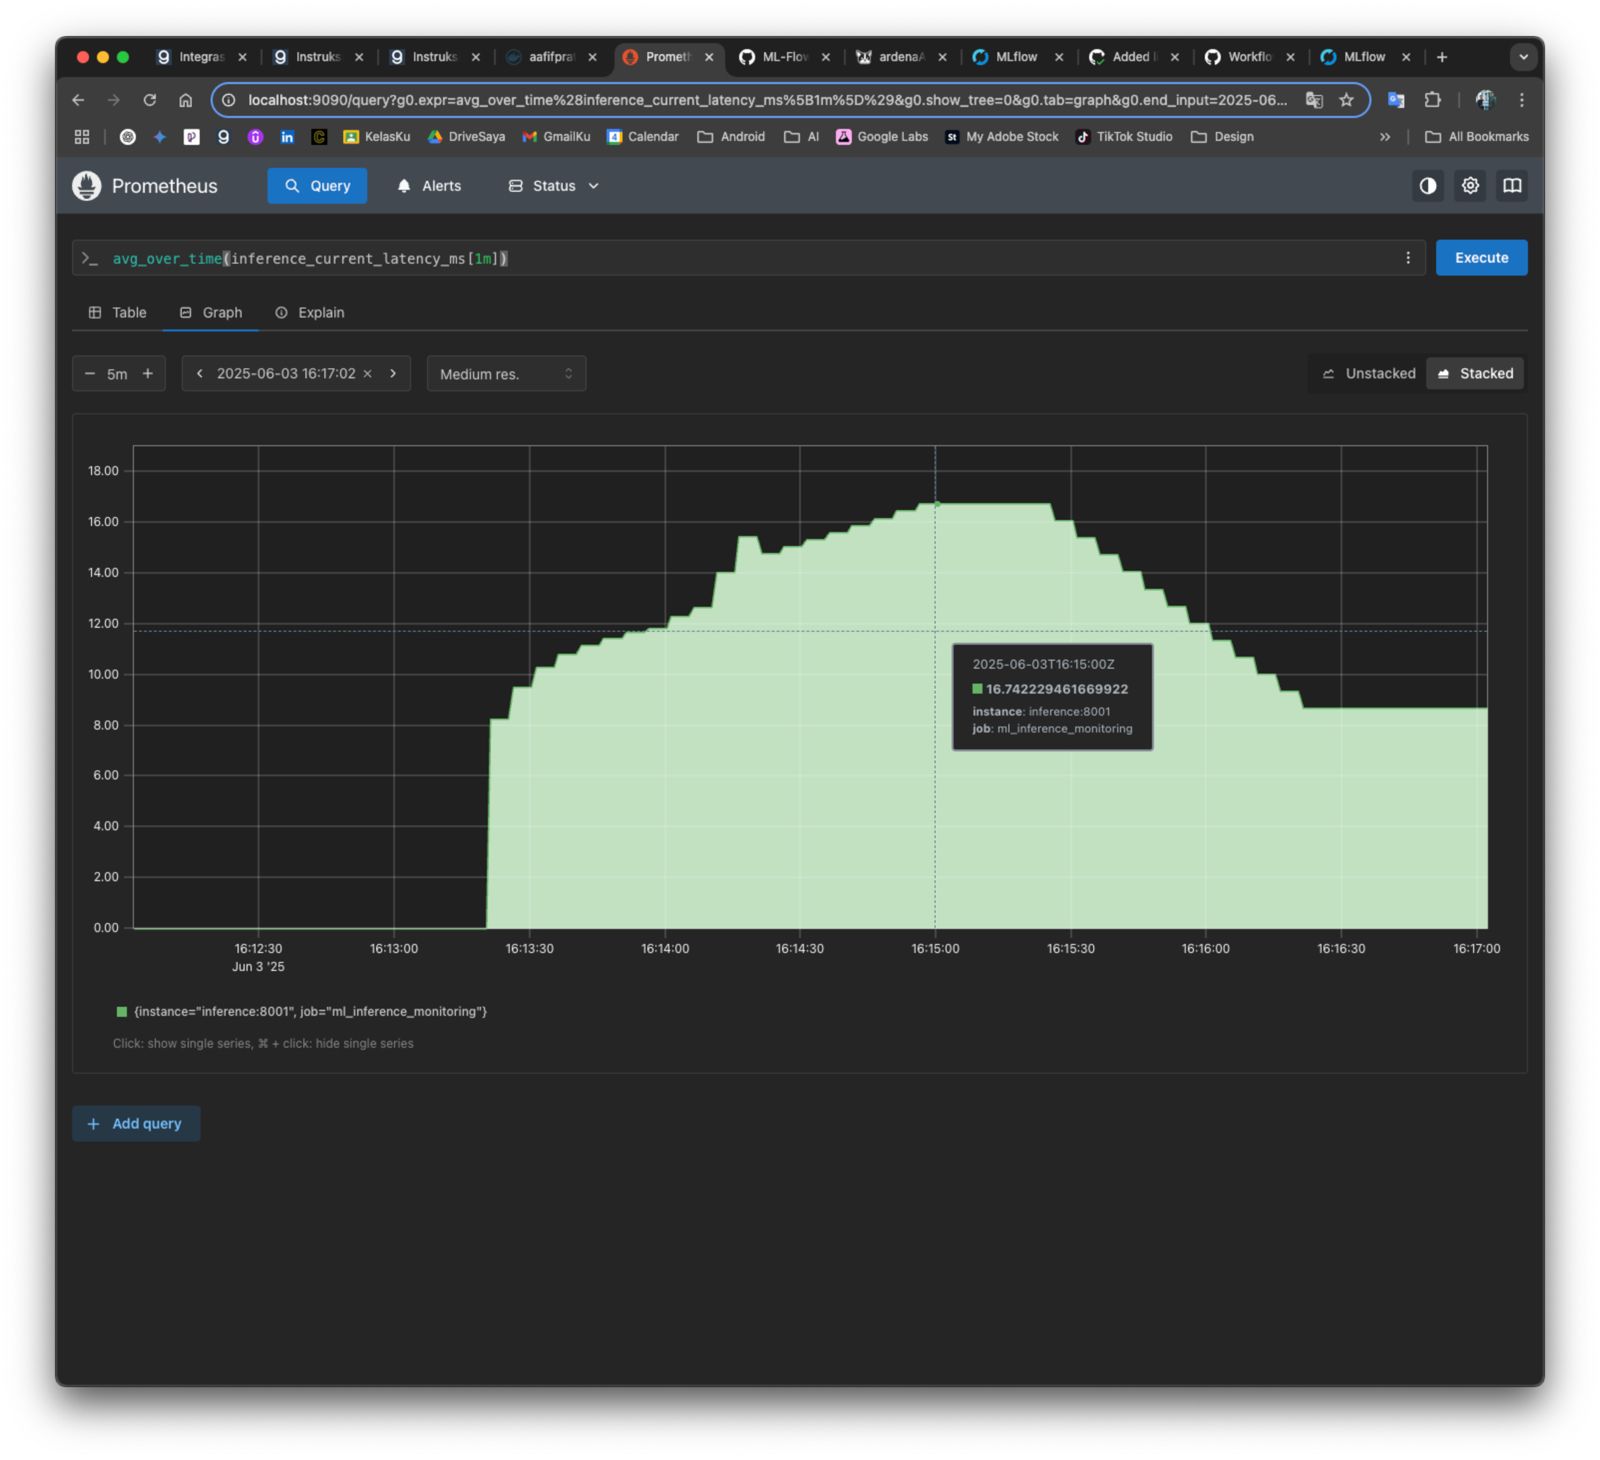 Integras
Instruks
Instruks
aafifprat
Prometh
ML-Flow
ardenaA
MLflow
Added l
Workflo
MLflow
localhost:9090/query?g0.expr=avg_over_time%28inference_current_latency_ms%5B1m%5D%29&g0.show_tree=0&g0.tab=graph&g0.end_input=2025-06...
KelasKu
DriveSaya
GmailKu
Calendar
Android
AI
Google Labs
My Adobe Stock
TikTok Studio
Design
All Bookmarks
Prometheus
Query
Alerts
Status
>_ avg_over_time(inference_current_latency_ms[1m])
Execute
Table
Graph
Explain
− 5m +
2025-06-03 16:17:02
Medium res.
Unstacked
Stacked
18.00
16.00
14.00
12.00
10.00
8.00
6.00
4.00
2.00
0.00
2025-06-03T16:15:00Z
16.742229461669922
instance: inference:8001
job: ml_inference_monitoring
16:12:30
Jun 3 '25
16:13:00
16:13:30
16:14:00
16:14:30
16:15:00
16:15:30
16:16:00
16:16:30
16:17:00
{instance="inference:8001", job="ml_inference_monitoring"}
Click: show single series, ⌘ + click: hide single series
+ Add query